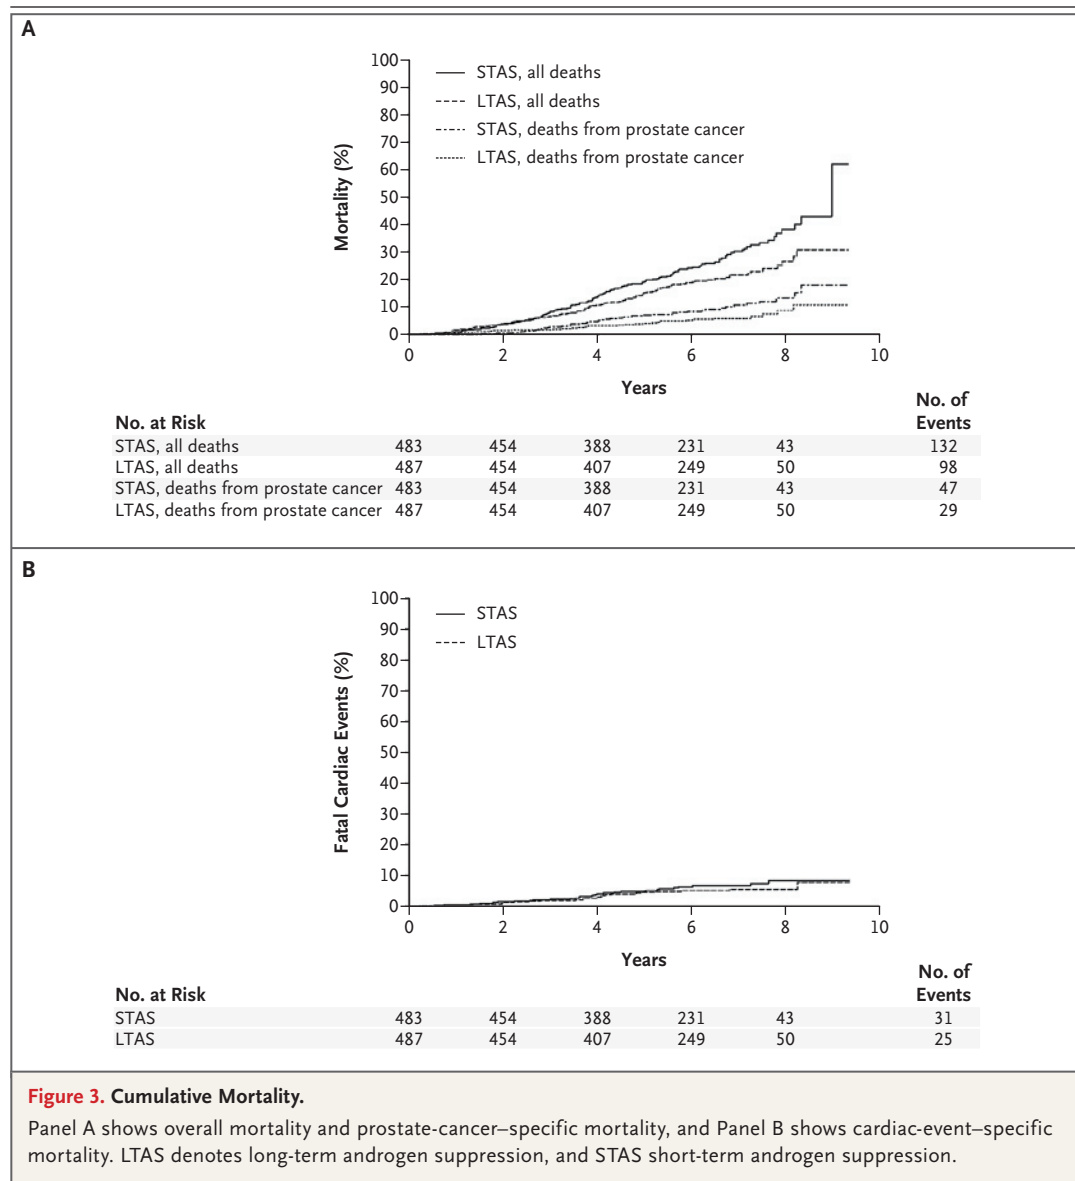 A
100
90
80
70
60
50
40
30
20
10
0
Mortality (%)
STAS, all deaths
LTAS, all deaths
STAS, deaths from prostate cancer
LTAS, deaths from prostate cancer
0 2 4 6 8 10
Years
No. at Risk No. of Events
STAS, all deaths 483 454 388 231 43 132
LTAS, all deaths 487 454 407 249 50 98
STAS, deaths from prostate cancer 483 454 388 231 43 47
LTAS, deaths from prostate cancer 487 454 407 249 50 29
B
100
90
80
70
60
50
40
30
20
10
0
Fatal Cardiac Events (%)
STAS
LTAS
0 2 4 6 8 10
Years
No. at Risk No. of Events
STAS 483 454 388 231 43 31
LTAS 487 454 407 249 50 25
Figure 3. Cumulative Mortality.
Panel A shows overall mortality and prostate-cancer–specific mortality, and Panel B shows cardiac-event–specific
mortality. LTAS denotes long-term androgen suppression, and STAS short-term androgen suppression.